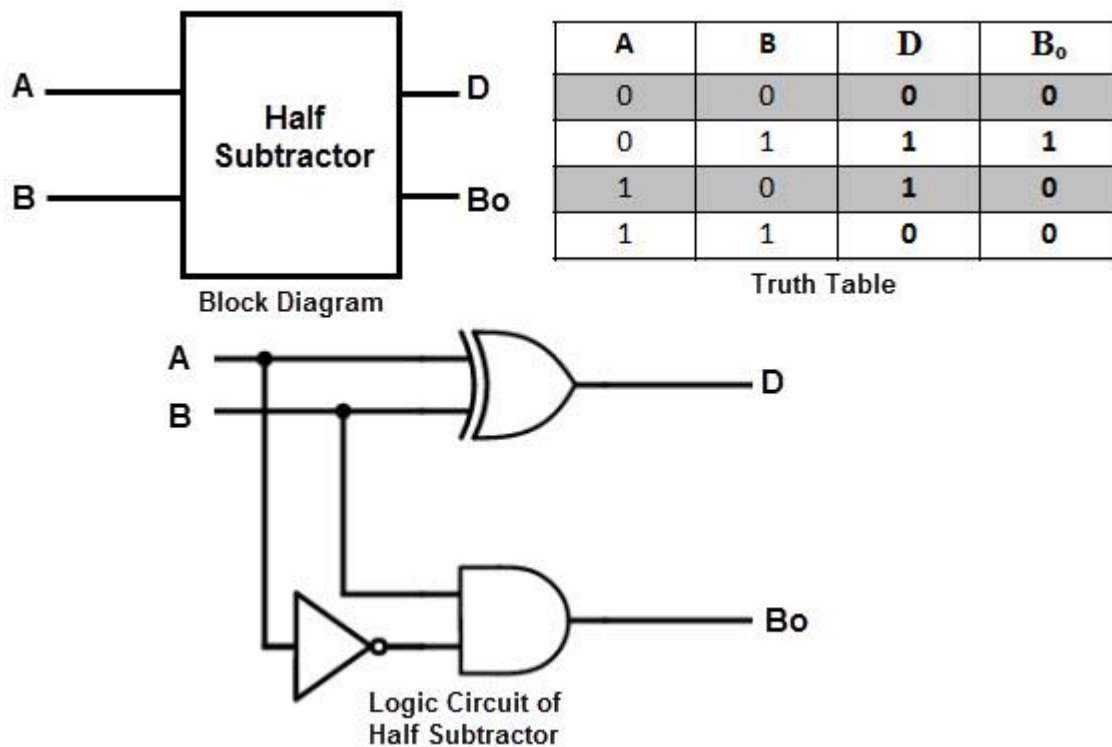 A
B
Half
Subtractor
D
Bo
Block Diagram
A B D Bₒ
0 0 0 0
0 1 1 1
1 0 1 0
1 1 0 0
Truth Table
A
B
D
Bo
Logic Circuit of
Half Subtractor